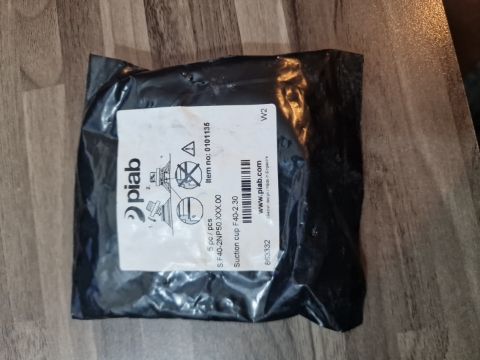 piab
Item no: 0101135
5 pc / pcs
S.F40-2NP50.XXX.00
Suction cup F40-2.30
www.piab.com
W2